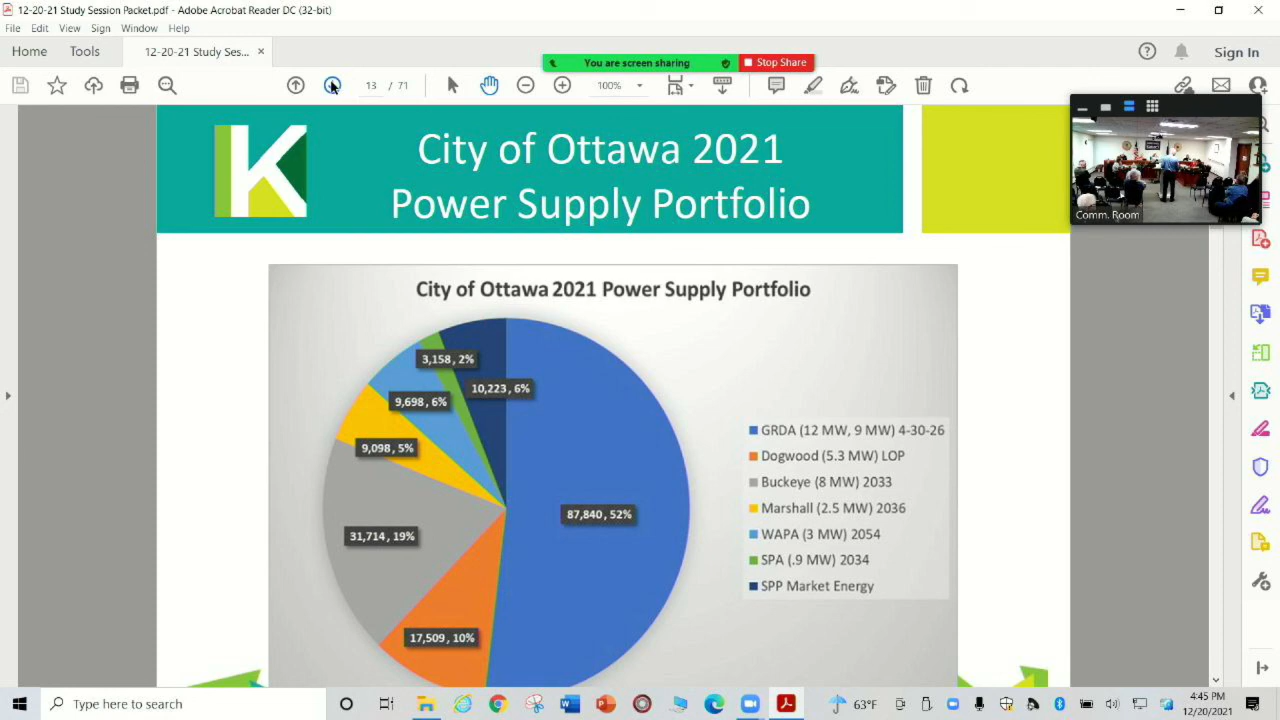 12-20-21 Study Session Packet.pdf - Adobe Acrobat Reader DC (32-bit)
File Edit View Sign Window Help
Home Tools 12-20-21 Study Ses... × Sign In
You are screen sharing Stop Share
13 / 71 100%
City of Ottawa 2021
Power Supply Portfolio
K
Comm. Room
City of Ottawa 2021 Power Supply Portfolio
3,158, 2%
10,223, 6%
9,698, 6%
9,098, 5%
87,840, 52%
31,714, 19%
17,509, 10%
GRDA (12 MW, 9 MW) 4-30-26
Dogwood (5.3 MW) LOP
Buckeye (8 MW) 2033
Marshall (2.5 MW) 2036
WAPA (3 MW) 2054
SPA (.9 MW) 2034
SPP Market Energy
Type here to search
63°F
4:45 PM
12/20/2021